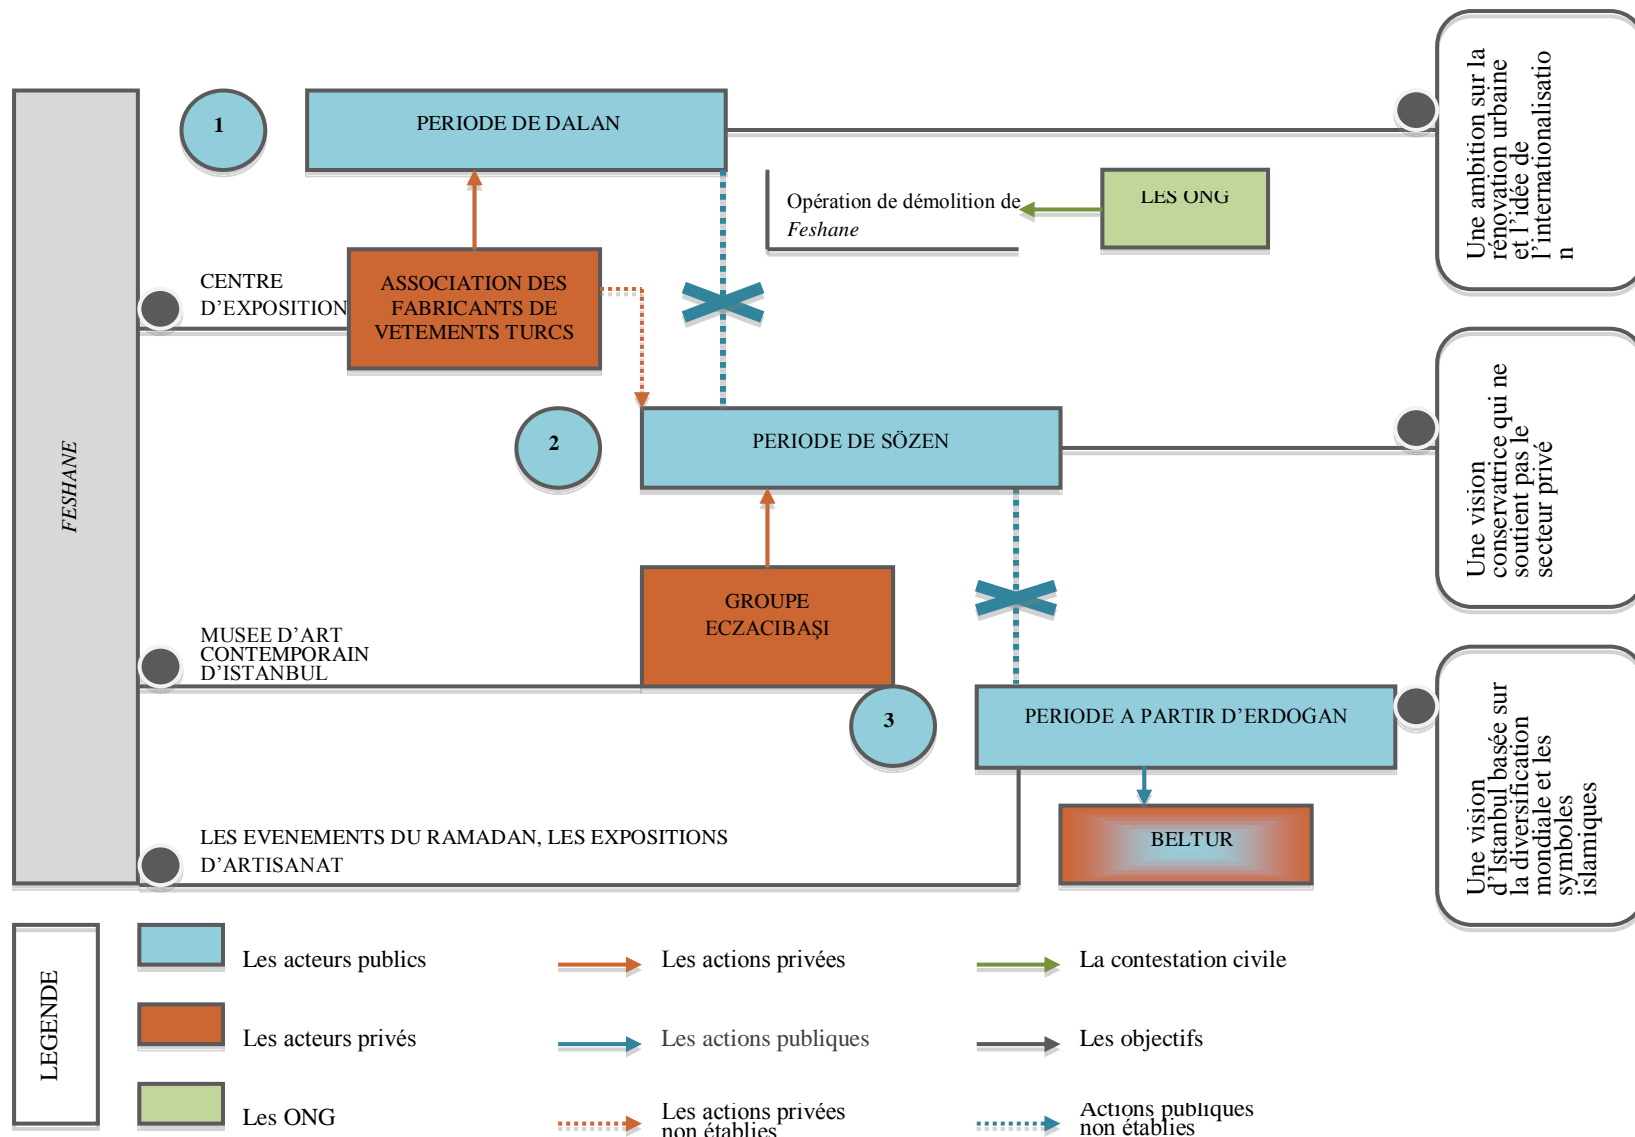 1
PERIODE DE DALAN
Une ambition sur la
rénovation urbaine
et l’idée de
l’internationalisatio
n
Opération de démolition de
Feshane
LES ONG
CENTRE
D’EXPOSITION
ASSOCIATION DES
FABRICANTS DE
VETEMENTS TURCS
FESHANE
2
PERIODE DE SÖZEN
Une vision
conservatrice qui ne
soutient pas le
secteur privé
GROUPE
ECZACIBAŞI
MUSEE D’ART
CONTEMPORAIN
D’ISTANBUL
3
PERIODE A PARTIR D’ERDOGAN
Une vision
d’Istanbul basée sur
la diversification
mondiale et les
symboles
islamiques
BELTUR
LES EVENEMENTS DU RAMADAN, LES EXPOSITIONS
D’ARTISANAT
LEGENDE
Les acteurs publics
Les actions privées
La contestation civile
Les acteurs privés
Les actions publiques
Les objectifs
Les ONG
Les actions privées
non établies
Actions publiques
non établies